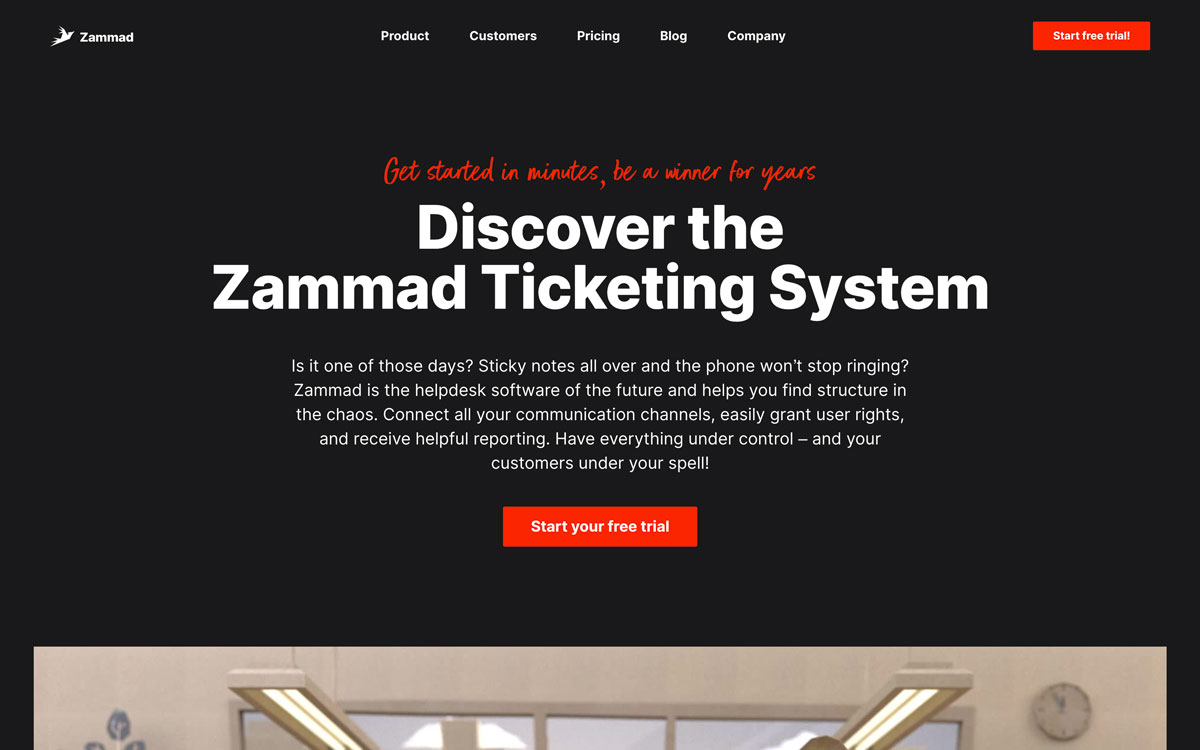 Zammad
Product
Customers
Pricing
Blog
Company
Start free trial!
Get started in minutes, be a winner for years
Discover the
Zammad Ticketing System
Is it one of those days? Sticky notes all over and the phone won’t stop ringing?
Zammad is the helpdesk software of the future and helps you find structure in
the chaos. Connect all your communication channels, easily grant user rights,
and receive helpful reporting. Have everything under control – and your
customers under your spell!
Start your free trial